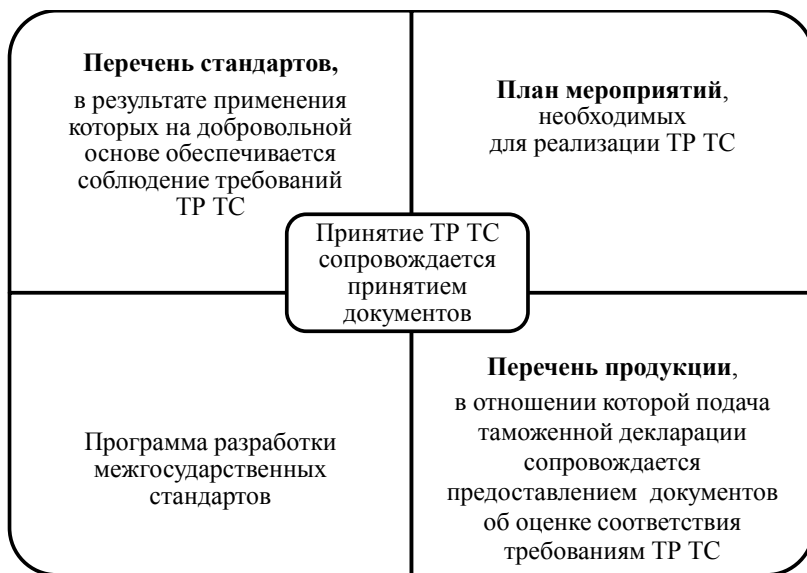 Перечень стандартов,
в результате применения
которых на добровольной
основе обеспечивается
соблюдение требований
ТР ТС
План мероприятий,
необходимых
для реализации ТР ТС
Принятие ТР ТС
сопровождается
принятием
документов
Программа разработки
межгосударственных
стандартов
Перечень продукции,
в отношении которой подача
таможенной декларации
сопровождается
предоставлением документов
об оценке соответствия
требованиям ТР ТС